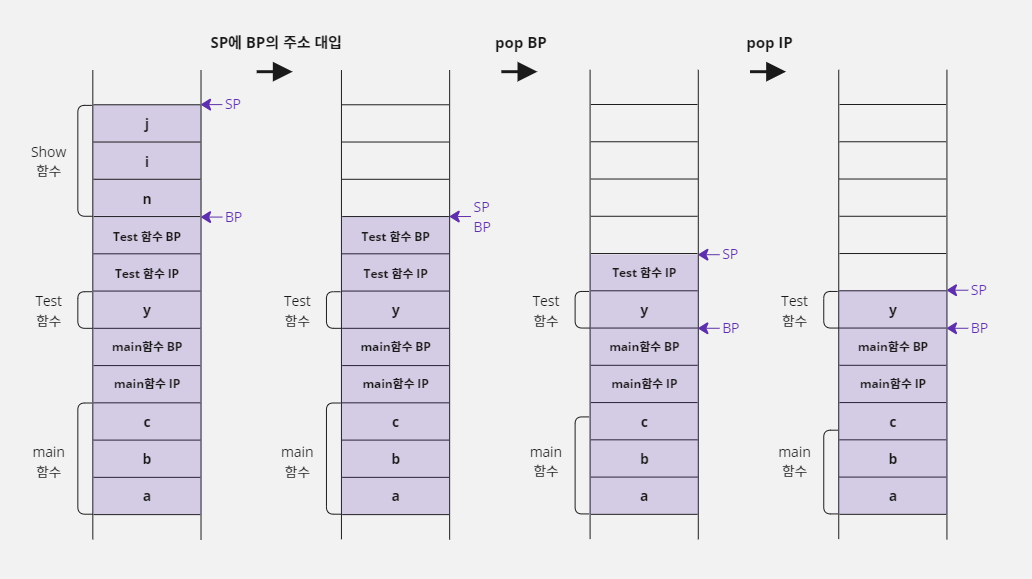 SP에 BP의 주소 대입
pop BP
pop IP
SP
j
Show
함수
i
n
BP
Test 함수 BP
Test 함수 IP
Test
함수
y
main함수 BP
main함수 IP
c
main
함수
b
a
SP
BP
Test 함수 BP
Test 함수 IP
Test
함수
y
main함수 BP
main함수 IP
c
main
함수
b
a
SP
Test 함수 IP
Test
함수
y
BP
main함수 BP
main함수 IP
c
main
함수
b
a
SP
Test
함수
y
BP
main함수 BP
main함수 IP
c
main
함수
b
a